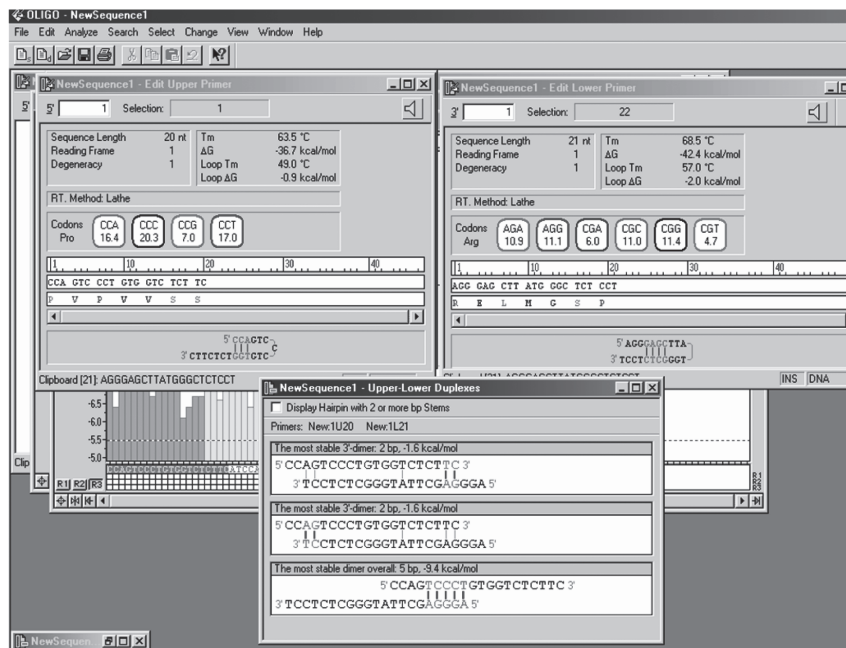 OLIGO - NewSequence1
File Edit Analyze Search Select Change View Window Help
NewSequence1 - Edit Upper Primer
5' 1 Selection: 1
Sequence Length 20 nt
Reading Frame 1
Degeneracy 1
Tm 63.5 °C
ΔG -36.7 kcal/mol
Loop Tm 49.0 °C
Loop ΔG -0.9 kcal/mol
RT. Method: Lathe
Codons Pro
CCA 16.4
CCC 20.3
CCG 7.0
CCT 17.0
1 10 20 30 40
CCA GTC CCT GTG GTC TCT TC
P V P V V S S
5' CCAGTC
C
3' CTTCTCTGGTGTC
Clipboard [21]: AGGGAGCTTATGGGCTCTCCT
NewSequence1 - Edit Lower Primer
3' 1 Selection: 22
Sequence Length 21 nt
Reading Frame 1
Degeneracy 1
Tm 68.5 °C
ΔG -42.4 kcal/mol
Loop Tm 57.0 °C
Loop ΔG -2.0 kcal/mol
RT. Method: Lathe
Codons Arg
AGA 10.9
AGG 11.1
CGA 6.0
CGC 11.0
CGG 11.4
CGT 4.7
1 10 20 30 40
AGG GAG CTT ATG GGC TCT CCT
R E L M G S P
5' AGGGAGCTTA
3' TCCTCTCGGGT
INS DNA
-6.5
-6.0
-5.5
-5.0
Clip
R1 R2 R3
NewSequence1 - Upper-Lower Duplexes
Display Hairpin with 2 or more bp Stems
Primers: New:1U20 New:1L21
The most stable 3'-dimer: 2 bp, -1.6 kcal/mol
5' CCAGTCCCTGTGGTCTCTTC 3'
3' TCCTCTCGGGTATTCGAGGGA 5'
The most stable 3'-dimer: 2 bp, -1.6 kcal/mol
5' CCAGTCCCTGTGGTCTCTTC 3'
3' TCCTCTCGGGTATTCGAGGGA 5'
The most stable dimer overall: 5 bp, -9.4 kcal/mol
5' CCAGTCCCTGTGGTCTCTTC 3'
3' TCCTCTCGGGTATTCGAGGGA 5'
NewSequen